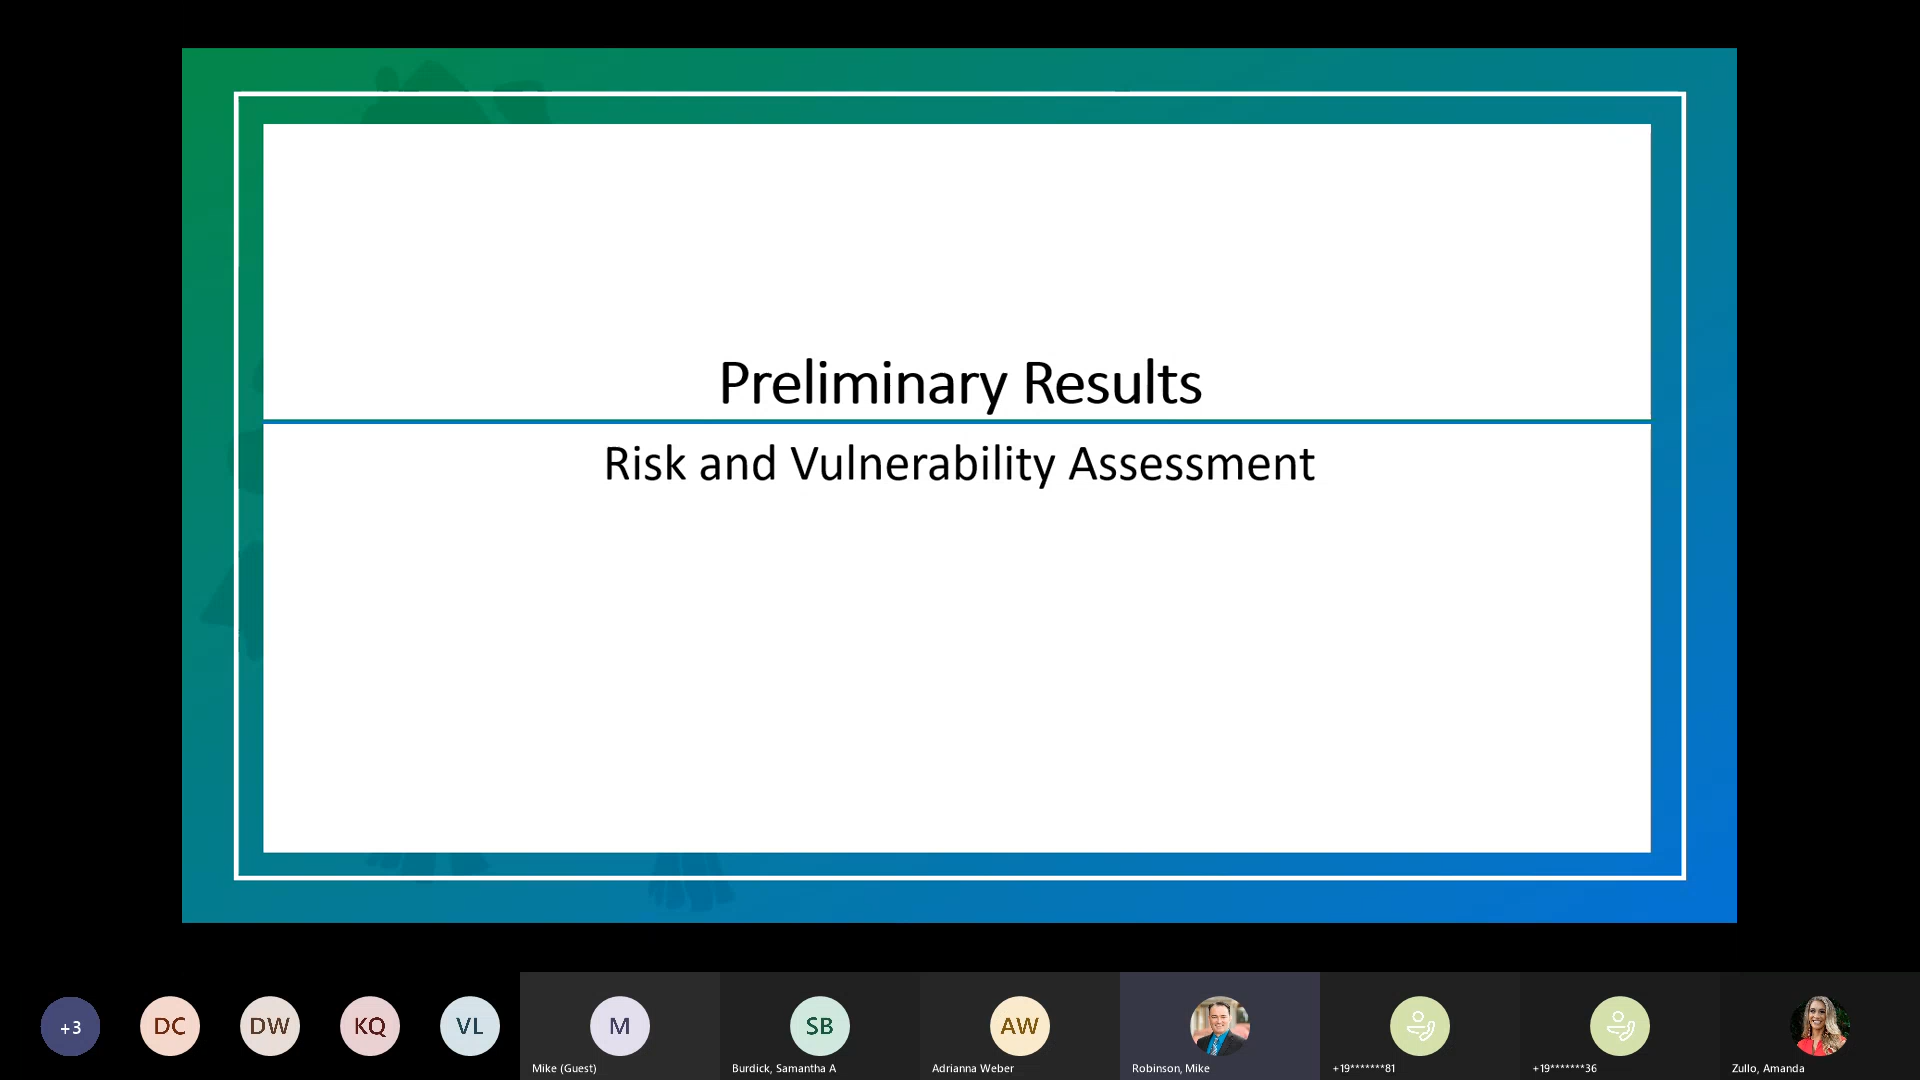 Preliminary Results
Risk and Vulnerability Assessment
+3
DC
DW
KQ
VL
M
SB
AW
Mike (Guest)
Burdick, Samantha A
Adrianna Weber
Robinson, Mike
+19*******81
+19*******36
Zullo, Amanda